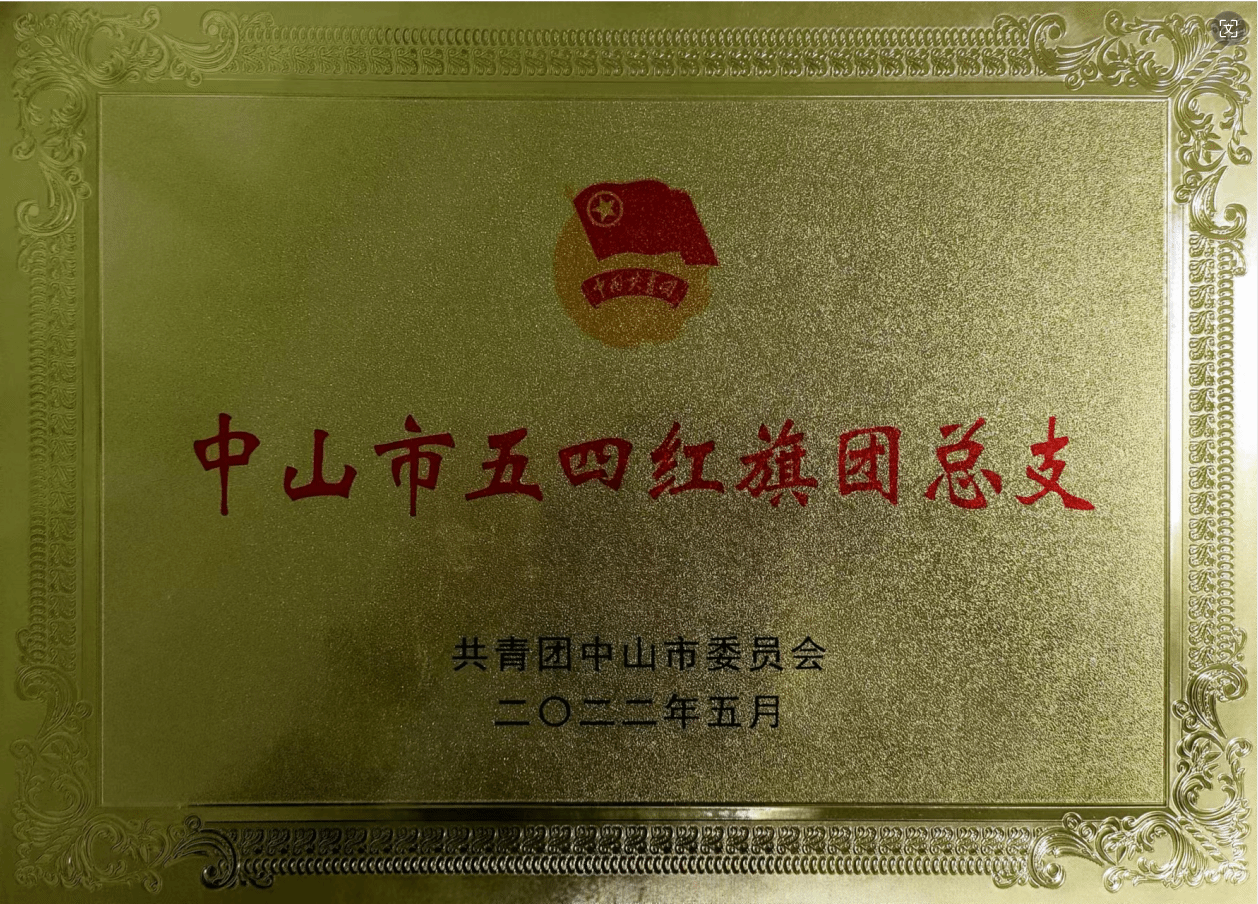 中国共青团
中山市五四红旗团总支
共青团中山市委员会
二〇二二年五月